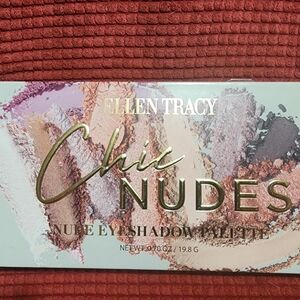 ELLEN TRACY
Chic
NUDES
NUDE EYESHADOW PALETTE
NET WT. 0.70 OZ / 19.8 G